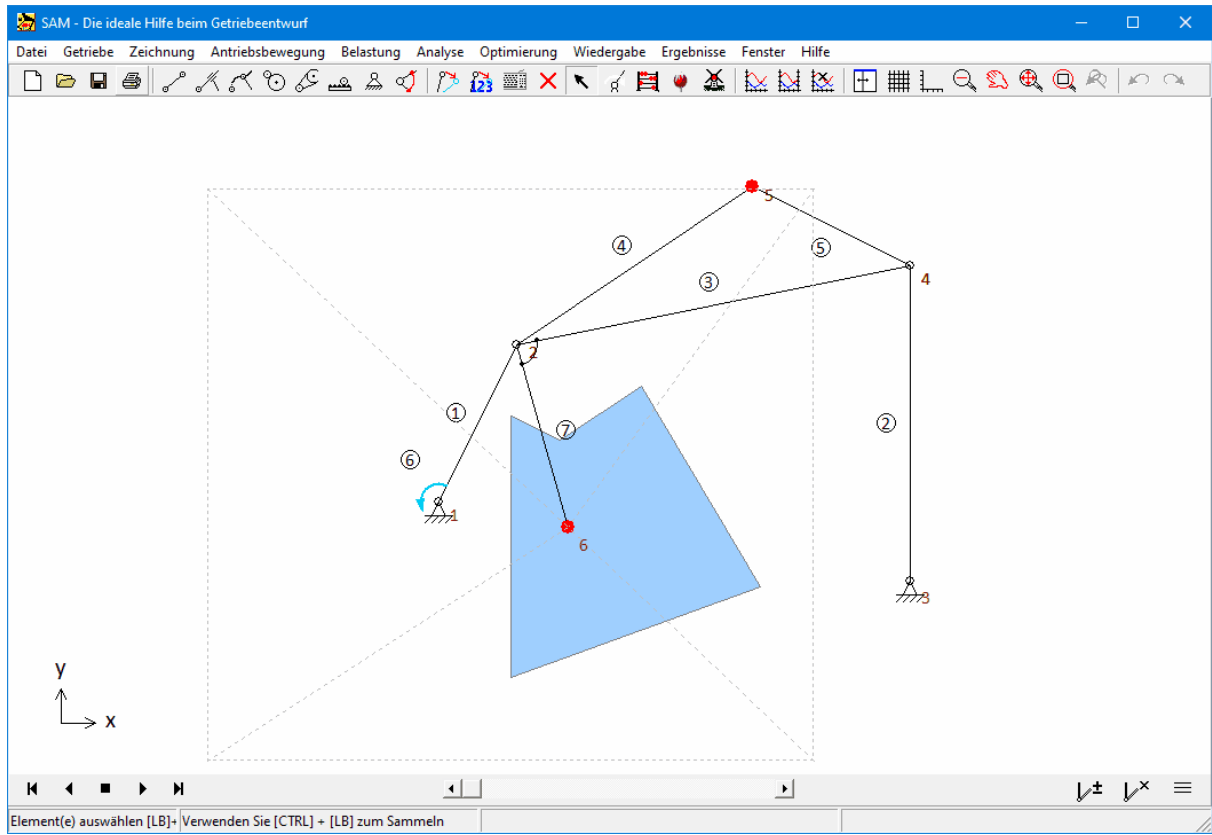 SAM - Die ideale Hilfe beim Getriebeentwurf
Datei Getriebe Zeichnung Antriebsbewegung Belastung Analyse Optimierung Wiedergabe Ergebnisse Fenster Hilfe
123
5
4
5
3
4
2
1
2
7
6
1
6
3
y
x
Element(e) auswählen [LB]+ Verwenden Sie [CTRL] + [LB] zum Sammeln